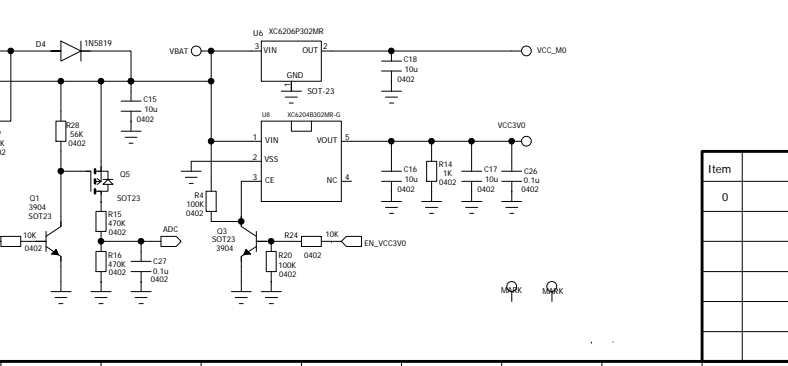 U6 XC6206P302MR
D4 1N5819
VBAT
3 VIN OUT 2
VCC_M0
C18
10u
0402
GND
1
SOT-23
C15
10u
0402
U8 XC6204B302MR-G
VCC3V0
R28
56K
0402
1 VIN VOUT 5
2 VSS
3 CE NC 4
C16
10u
0402
R14
1K
0402
C17
10u
0402
C26
0.1u
0402
Item
0
Q5
SOT23
Q1
3904
SOT23
R4
100K
0402
R15
470K
0402
ADC
10K
0402
R16
470K
0402
C27
0.1u
0402
Q3
SOT23
3904
R24 10K
0402
EN_VCC3V0
R20
100K
0402
MARK MARK